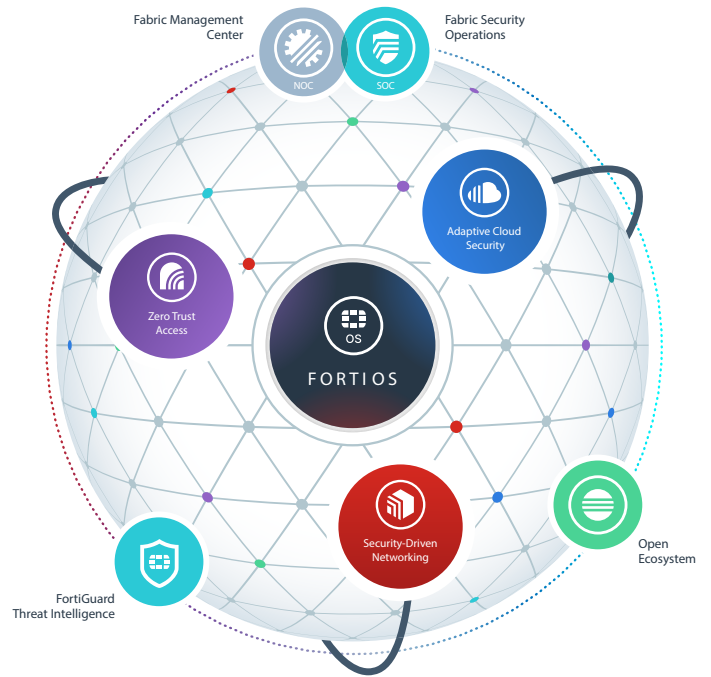 Fabric Management
Center
Fabric Security
Operations
NOC
SOC
Adaptive Cloud
Security
Zero Trust
Access
OS
FORTIOS
Security-Driven
Networking
Open
Ecosystem
FortiGuard
Threat Intelligence